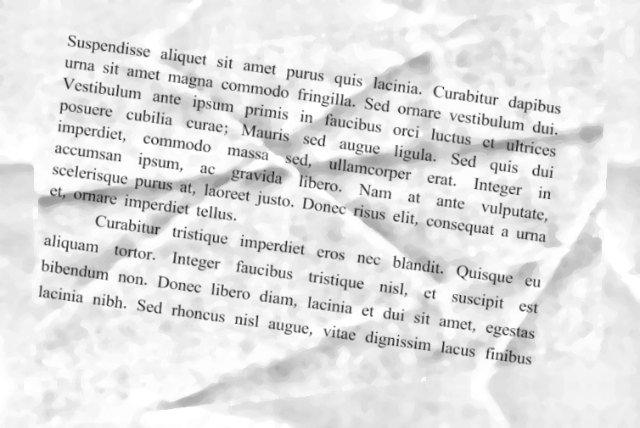 Suspendisse aliquet sit amet purus quis lacinia. Curabitur dapibus
urna sit amet magna commodo fringilla. Sed ornare vestibulum dui.
Vestibulum ante ipsum primis in faucibus orci luctus et ultrices
posuere cubilia curae; Mauris sed augue ligula. Sed quis dui
imperdiet, commodo massa sed, ullamcorper erat. Integer in
accumsan ipsum, ac gravida libero. Nam at ante vulputate,
scelerisque purus at, laoreet justo. Donec risus elit, consequat a urna
et, ornare imperdiet tellus.
Curabitur tristique imperdiet eros nec blandit. Quisque eu
aliquam tortor. Integer faucibus tristique nisl, et suscipit est
bibendum non. Donec libero diam, lacinia et dui sit amet, egestas
lacinia nibh. Sed rhoncus nisl augue, vitae dignissim lacus finibus